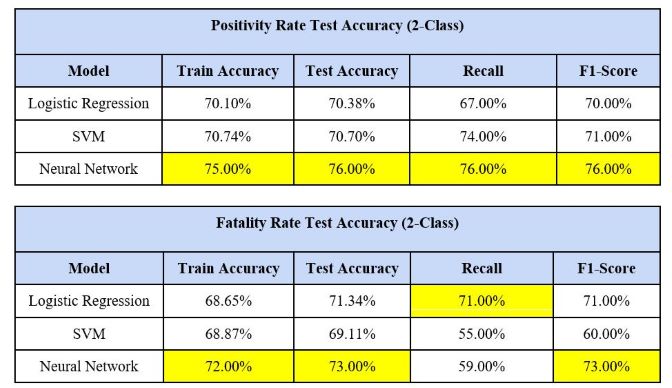 Positivity Rate Test Accuracy (2-Class)
Model Train Accuracy Test Accuracy Recall F1-Score
Logistic Regression 70.10% 70.38% 67.00% 70.00%
SVM 70.74% 70.70% 74.00% 71.00%
Neural Network 75.00% 76.00% 76.00% 76.00%
Fatality Rate Test Accuracy (2-Class)
Model Train Accuracy Test Accuracy Recall F1-Score
Logistic Regression 68.65% 71.34% 71.00% 71.00%
SVM 68.87% 69.11% 55.00% 60.00%
Neural Network 72.00% 73.00% 59.00% 73.00%